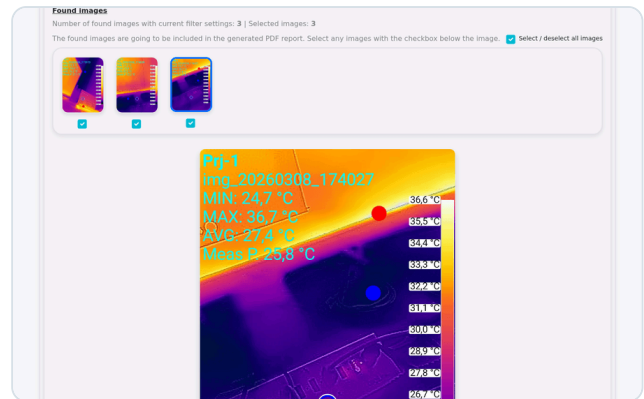 Found Images
Number of found images with current filter settings: 3 | Selected images: 3
The found images are going to be included in the generated PDF report. Select any images with the checkbox below the image.
Select / deselect all images
Prj-1
img_20260308_174027
MIN: 24,7 °C
MAX: 36,7 °C
AVG: 27,4 °C
Meas P. 25,8 °C
36,6 °C
35,5 °C
34,4 °C
33,3 °C
32,2 °C
31,1 °C
30,0 °C
28,9 °C
27,8 °C
26,7 °C